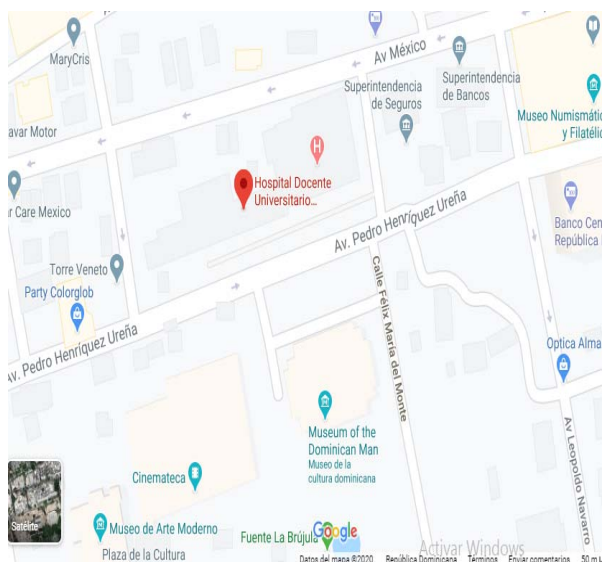 MaryCris
Av México
Superintendencia
de Seguros
Superintendencia
de Bancos
Museo Numismátic
y Filatélic
avar Motor
H
Hospital Docente
Universitario...
r Care Mexico
Av. Pedro Henríquez Ureña
Banco Cen
República
Torre Veneto
Party Colorglob
Av. Pedro Henríquez Ureña
Calle Félix María del Monte
Optica Alma
Av Leopoldo Navarro
Museum of the
Dominican Man
Museo de la
cultura dominicana
Cinemateca
Satélite
Museo de Arte Moderno
Plaza de la Cultura
Fuente La Brújula
Google
Activar Windows
Datos del mapa ©2020 República Dominicana Términos Enviar comentarios 50 m